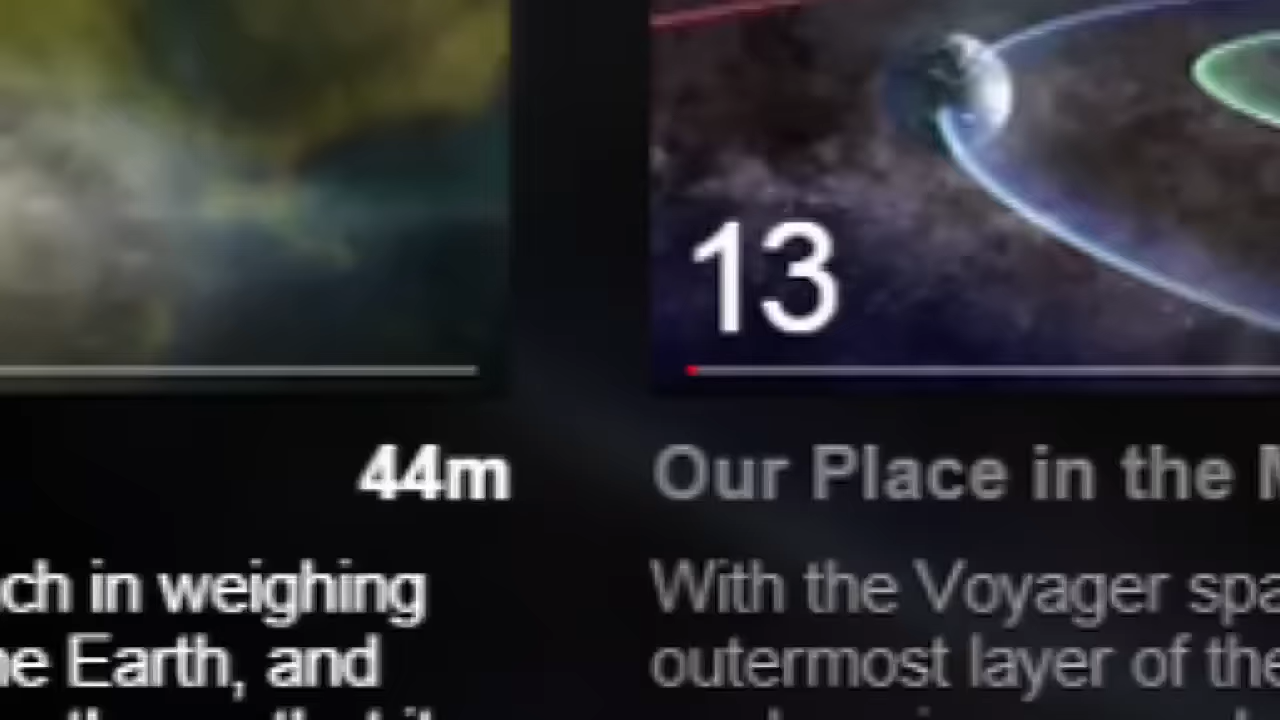 13
44m
Our Place in the
ch in weighing
Earth, and
With the Voyager
outermost layer of the